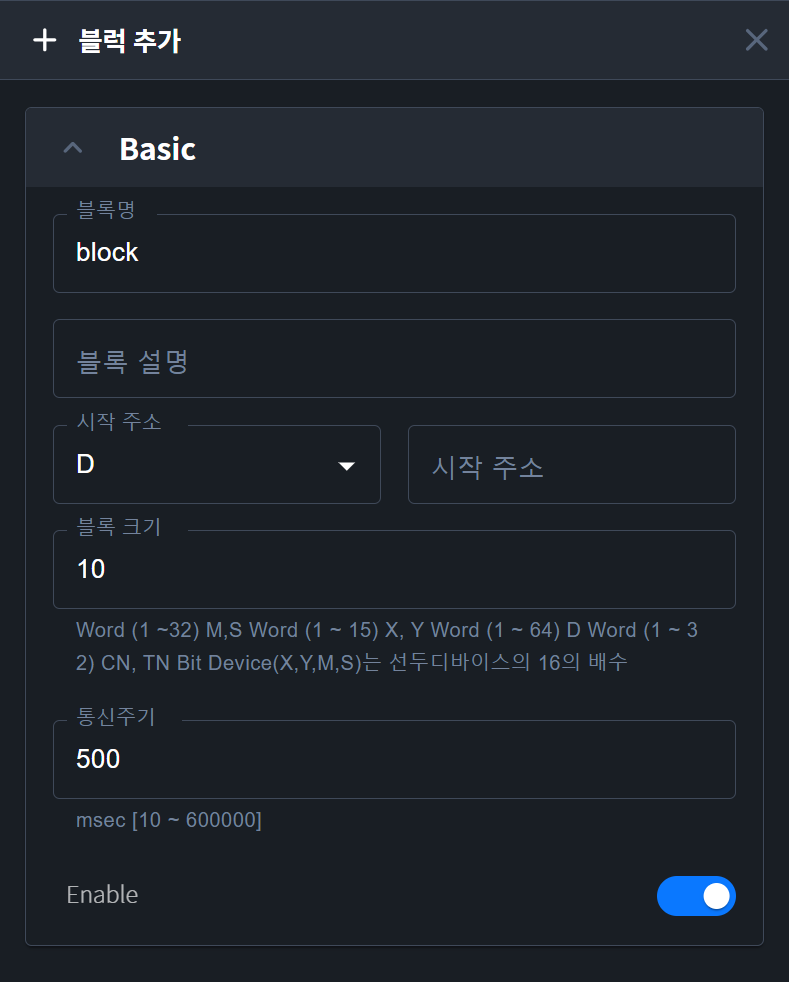 블럭 추가
Basic
블록명
block
블록 설명
시작 주소
D
시작 주소
블록 크기
10
Word (1 ~32) M,S Word (1 ~ 15) X, Y Word (1 ~ 64) D Word (1 ~ 3
2) CN, TN Bit Device(X,Y,M,S)는 선두디바이스의 16의 배수
통신주기
500
msec [10 ~ 600000]
Enable